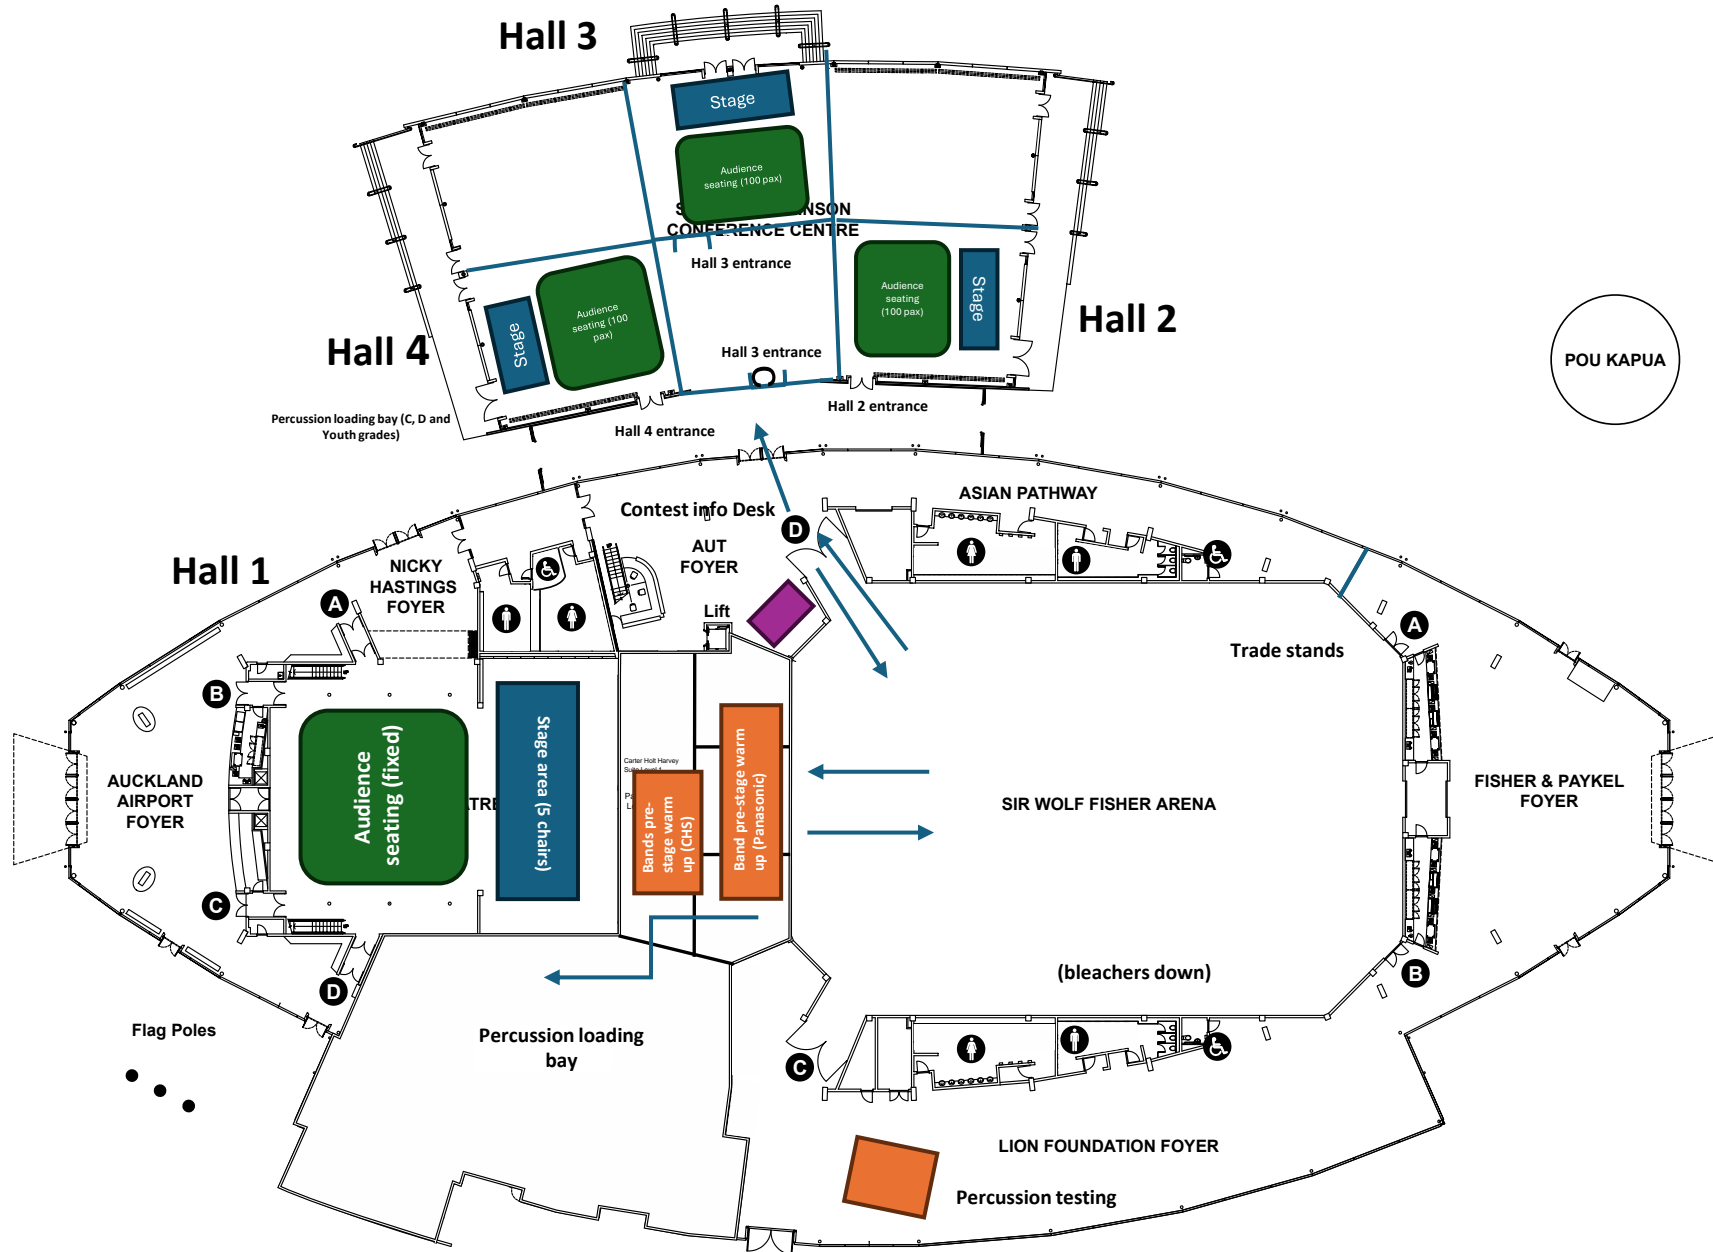 Hall 3
Stage
Audience
seating (100 pax)
NSON
CONFERENCE CENTRE
Hall 3 entrance
Audience
seating
(100 pax)
Stage
Hall 2
Audience
seating (100
pax)
Stage
Hall 4
Hall 3 entrance
Hall 2 entrance
Hall 4 entrance
Percussion loading bay (C, D and
Youth grades)
POU KAPUA
ASIAN PATHWAY
Contest info Desk
D
AUT
FOYER
Hall 1
NICKY
HASTINGS
FOYER
A
Lift
Trade stands
A
B
AUCKLAND
AIRPORT
FOYER
Audience
seating (fixed)
ATRE
Stage area (5 chairs)
Carter Holt Harvey
Bands pre-
stage warm
up (CHS)
Band pre-stage warm
up (Panasonic)
SIR WOLF FISHER ARENA
FISHER & PAYKEL
FOYER
C
D
(bleachers down)
B
Flag Poles
Percussion loading
bay
C
LION FOUNDATION FOYER
Percussion testing